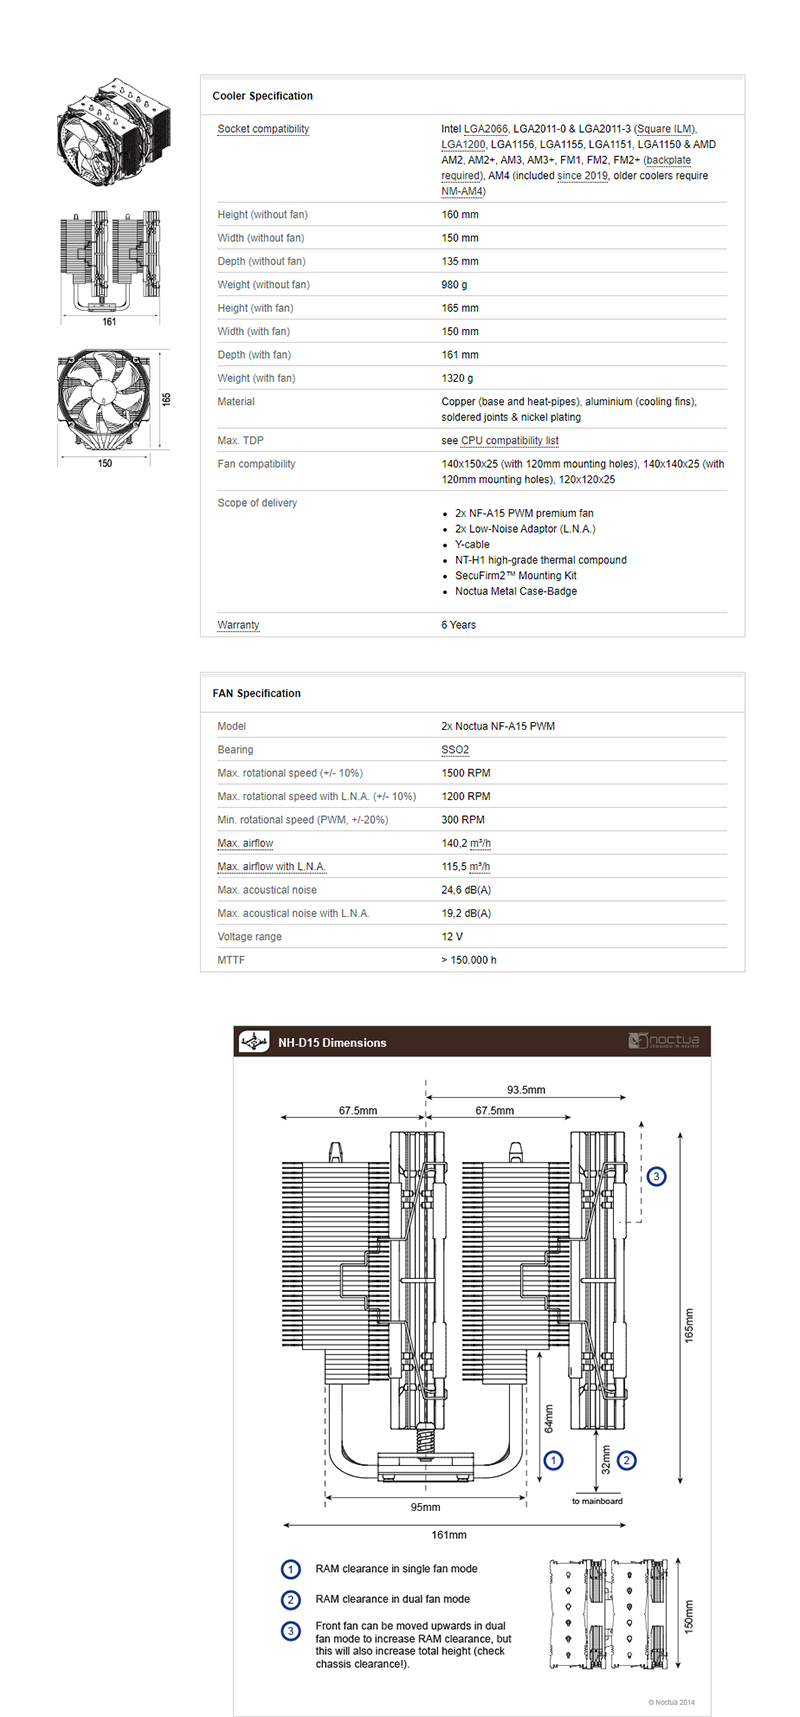 161
165
150
Cooler Specification
Socket compatibility
Intel LGA2066, LGA2011-0 & LGA2011-3 (Square ILM),
LGA1200, LGA1156, LGA1155, LGA1151, LGA1150 & AMD
AM2, AM2+, AM3, AM3+, FM1, FM2, FM2+ (backplate
required), AM4 (included since 2019, older coolers require
NM-AM4)
Height (without fan) 160 mm
Width (without fan) 150 mm
Depth (without fan) 135 mm
Weight (without fan) 980 g
Height (with fan) 165 mm
Width (with fan) 150 mm
Depth (with fan) 161 mm
Weight (with fan) 1320 g
Material Copper (base and heat-pipes), aluminium (cooling fins),
soldered joints & nickel plating
Max. TDP see CPU compatibility list
Fan compatibility 140x150x25 (with 120mm mounting holes), 140x140x25 (with
120mm mounting holes), 120x120x25
Scope of delivery
• 2x NF-A15 PWM premium fan
• 2x Low-Noise Adaptor (L.N.A.)
• Y-cable
• NT-H1 high-grade thermal compound
• SecuFirm2™ Mounting Kit
• Noctua Metal Case-Badge
Warranty 6 Years
FAN Specification
Model 2x Noctua NF-A15 PWM
Bearing SSO2
Max. rotational speed (+/- 10%) 1500 RPM
Max. rotational speed with L.N.A. (+/- 10%) 1200 RPM
Min. rotational speed (PWM, +/-20%) 300 RPM
Max. airflow 140,2 m³/h
Max. airflow with L.N.A. 115,5 m³/h
Max. acoustical noise 24,6 dB(A)
Max. acoustical noise with L.N.A. 19,2 dB(A)
Voltage range 12 V
MTTF > 150.000 h
NH-D15 Dimensions
noctua
93.5mm
67.5mm 67.5mm
3
165mm
64mm
1
32mm
2
to mainboard
95mm
161mm
1 RAM clearance in single fan mode
2 RAM clearance in dual fan mode
3 Front fan can be moved upwards in dual
fan mode to increase RAM clearance, but
this will also increase total height (check
chassis clearance!).
150mm
© Noctua 2014